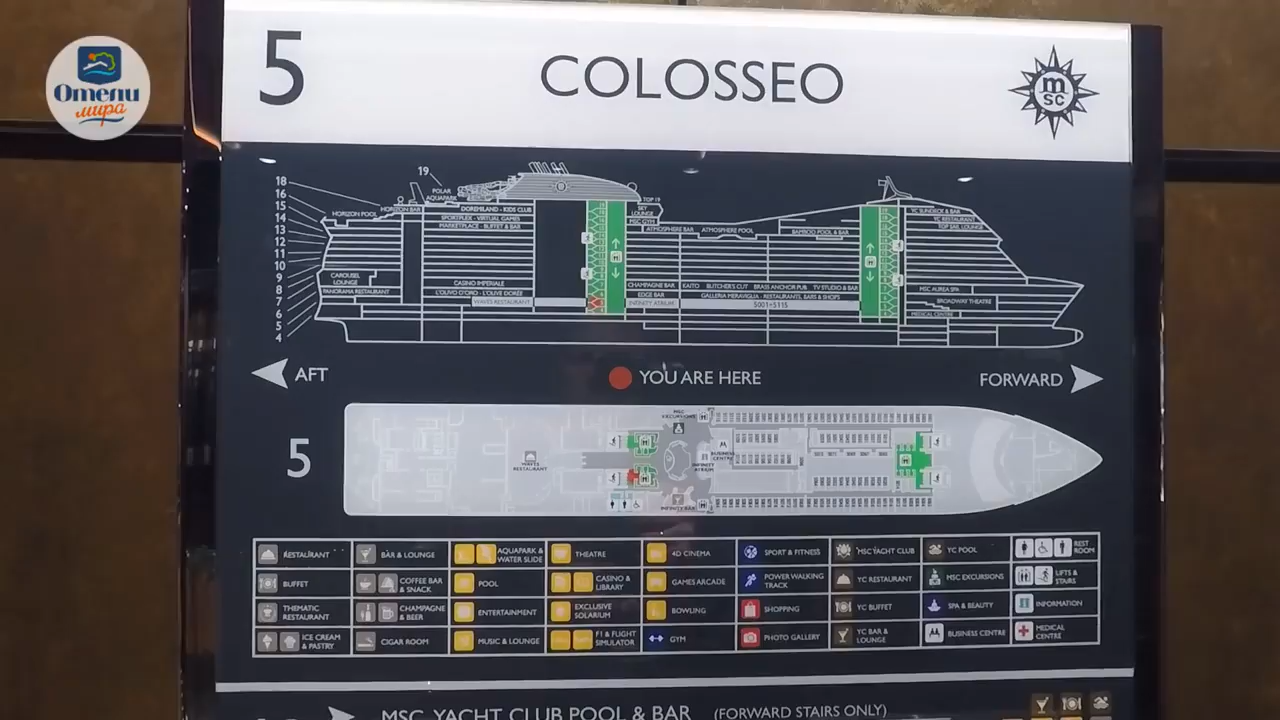 Отели
мира
5
COLOSSEO
m
SC
19
18
16
15
14
13
12
11
10
9
8
7
6
5
4
POLAR
AQUAPARK
HORIZON POOL
HORIZON BAR
DOREMILAND - KIDS CLUB
SPORTPLEX - VIRTUAL GAMES
MARKETPLACE - BUFFET & BAR
TOP 19
SKY
LOUNGE
MSC GYM
ATMOSPHERE BAR
ATMOSPHERE POOL
BAMBOO POOL & BAR
YC SUNDECK & BAR
YC RESTAURANT
TOP SAIL LOUNGE
CAROUSEL
LOUNGE
PANORAMA RESTAURANT
CASINO IMPERIALE
L'OLIVO D'ORO - L'OLIVE DORÉE
WAVES RESTAURANT
CHAMPAGNE BAR
KAITO
BUTCHER'S CUT
BRASS ANCHOR PUB
TV STUDIO & BAR
EDGE BAR
GALLERIA MERAVIGLIA - RESTAURANTS, BARS & SHOPS
INFINITY ATRIUM
5001÷5115
MSC AUREA SPA
BROADWAY THEATRE
MEDICAL CENTRE
AFT
YOU ARE HERE
FORWARD
5
WAVES
RESTAURANT
MSC
EXCURSIONS
BUSINESS
CENTRE
INFINITY
ATRIUM
INFINITY BAR
RESTAURANT
BAR & LOUNGE
AQUAPARK &
WATER SLIDE
THEATRE
4D CINEMA
SPORT & FITNESS
MSC YACHT CLUB
YC POOL
REST
ROOM
BUFFET
COFFEE BAR
& SNACK
POOL
CASINO &
LIBRARY
GAMES ARCADE
POWER WALKING
TRACK
YC RESTAURANT
MSC EXCURSIONS
LIFTS &
STAIRS
THEMATIC
RESTAURANT
CHAMPAGNE
& BEER
ENTERTAINMENT
EXCLUSIVE
SOLARIUM
BOWLING
SHOPPING
YC BUFFET
SPA & BEAUTY
INFORMATION
ICE CREAM
& PASTRY
CIGAR ROOM
MUSIC & LOUNGE
F1 & FLIGHT
SIMULATOR
GYM
PHOTO GALLERY
YC BAR &
LOUNGE
BUSINESS CENTRE
MEDICAL
CENTRE
MSC YACHT CLUB POOL & BAR (FORWARD STAIRS ONLY)